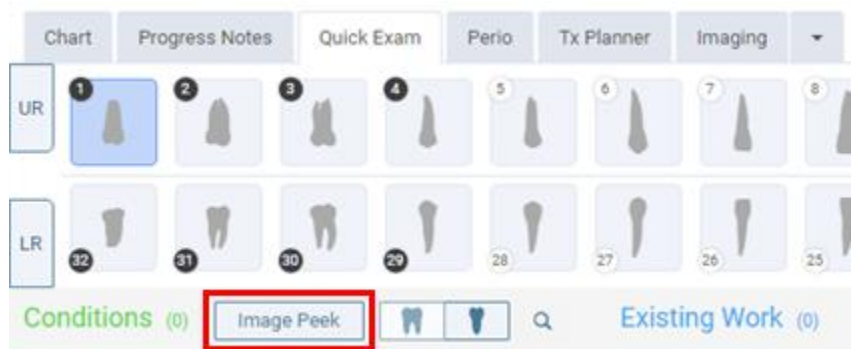 Chart Progress Notes Quick Exam Perio Tx Planner Imaging
1 2 3 4 5 6 7 8
UR
LR
32 31 30 29 28 27 26 25
Conditions (0) Image Peek Existing Work (0)